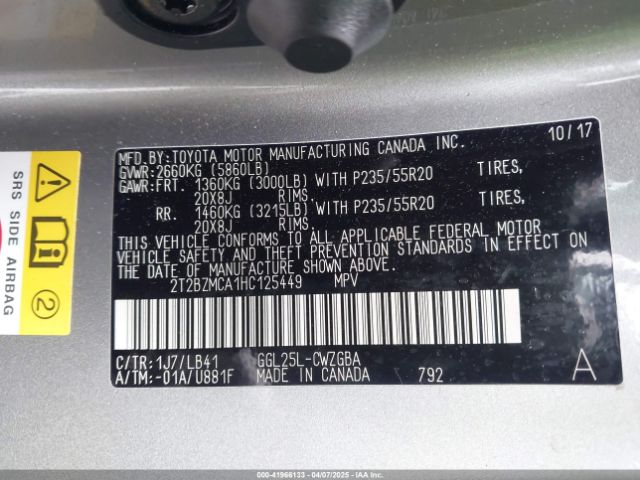 MFD.BY:TOYOTA MOTOR MANUFACTURING CANADA INC. 10/17
GVWR:2660KG (5860LB)
GAWR:FRT. 1360KG (3000LB) WITH P235/55R20 TIRES,
20X8J RIMS.
RR. 1460KG (3215LB) WITH P235/55R20 TIRES,
20X8J RIMS.
THIS VEHICLE CONFORMS TO ALL APPLICABLE FEDERAL MOTOR
VEHICLE SAFETY AND THEFT PREVENTION STANDARDS IN EFFECT ON
THE DATE OF MANUFACTURE SHOWN ABOVE.
2T2BZMCA1HC125449 MPV
C/TR:1J7/LB41 GGL25L-CWZGBA
A/TM:-01A/U881F MADE IN CANADA 792 A
SRS SIDE AIRBAG
2
000-41966133 - 04/07/2025 - IAAI.COM